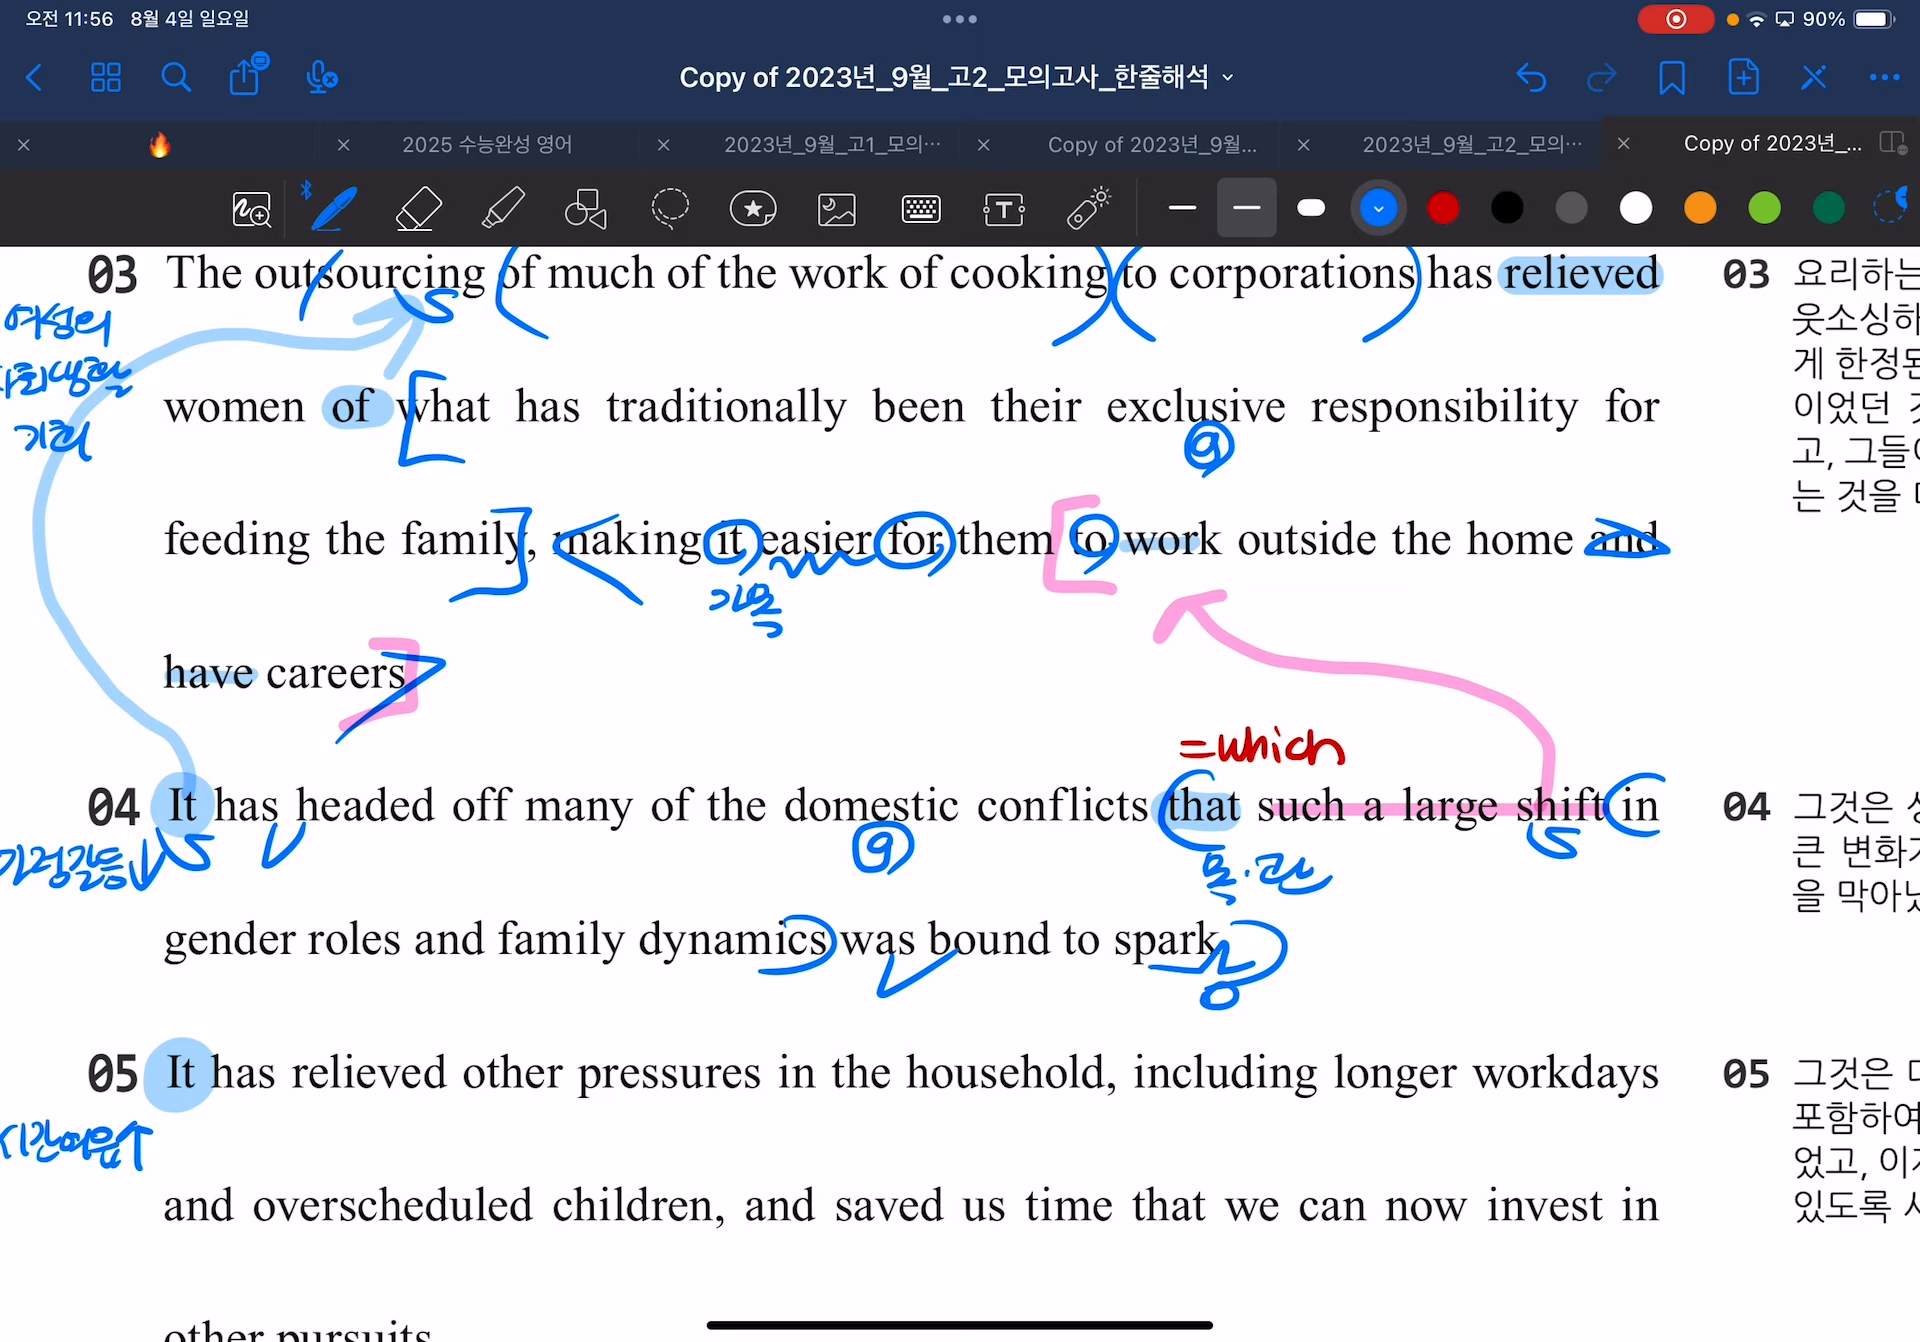 오전 11:56 8월 4일 일요일
90%
Copy of 2023년_9월_고2_모의고사_한줄해석
2025 수능완성 영어
2023년_9월_고1_모의…
Copy of 2023년_9월...
2023년_9월_고2_모의…
Copy of 2023년_...
03 The outsourcing of much of the work of cooking to corporations has relieved
S
여성의
사회생활
기회
women of what has traditionally been their exclusive responsibility for
a
feeding the family, making it easier for them to work outside the home and
가목
have careers
=which
04 It has headed off many of the domestic conflicts that such a large shift in
S V
a
목·관
S
가정갈등↓
gender roles and family dynamics was bound to spark
V
05 It has relieved other pressures in the household, including longer workdays
시간여유↑
and overscheduled children, and saved us time that we can now invest in
other pursuits.
03 요리하는
웃소싱하
게 한정된
이었던 것
고, 그들이
는 것을
04 그것은 성
큰 변화가
을 막아냈
05 그것은
포함하여
었고, 이제
있도록 시